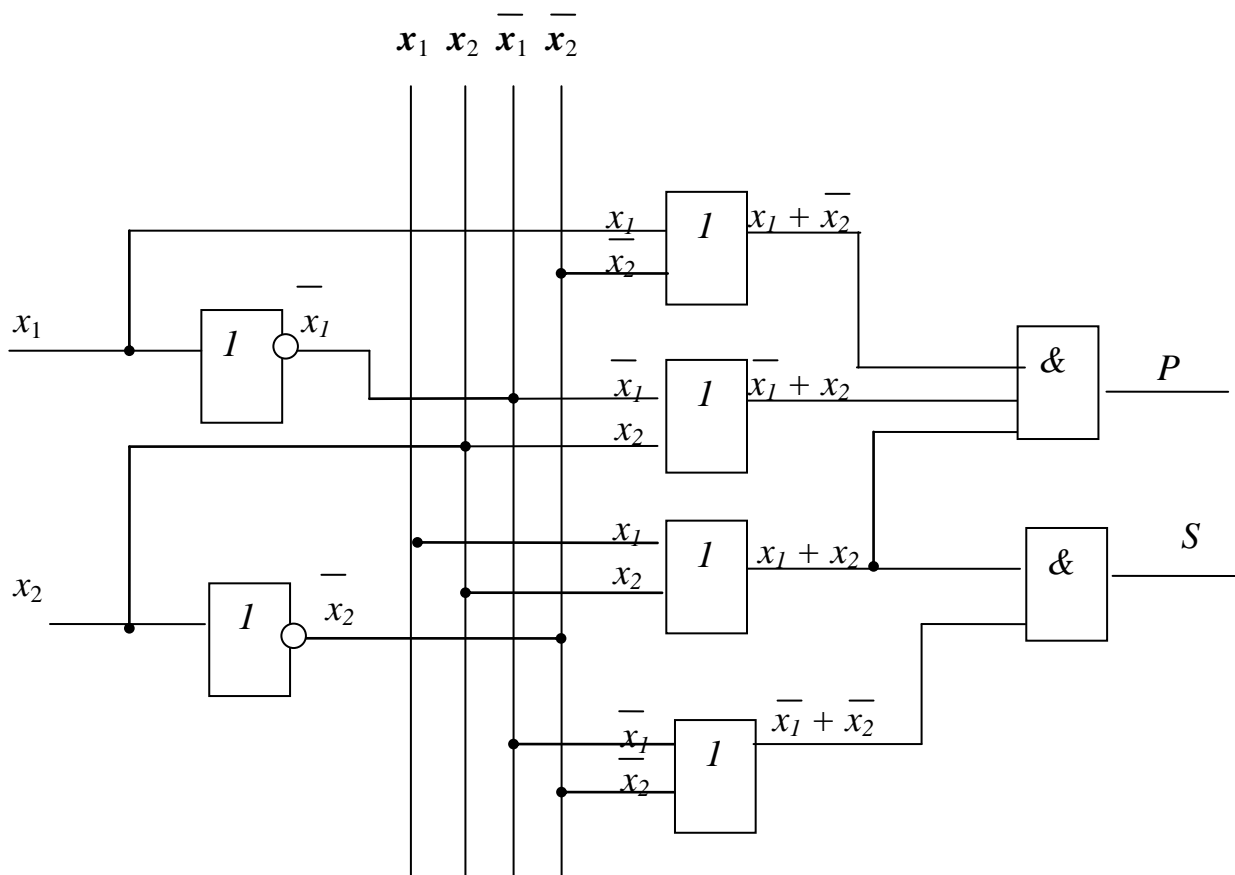 x₁ x₂ x̅₁ x̅₂
x₁ 1 x₁ + x̅₂
x̅₂
x₁ 1 x̅₁
& P
x̅₁ 1 x̅₁ + x₂
x₂
x₁ 1 x₁ + x₂ & S
x₂
x₂ 1 x̅₂
x̅₁ 1 x̅₁ + x̅₂
x̅₂